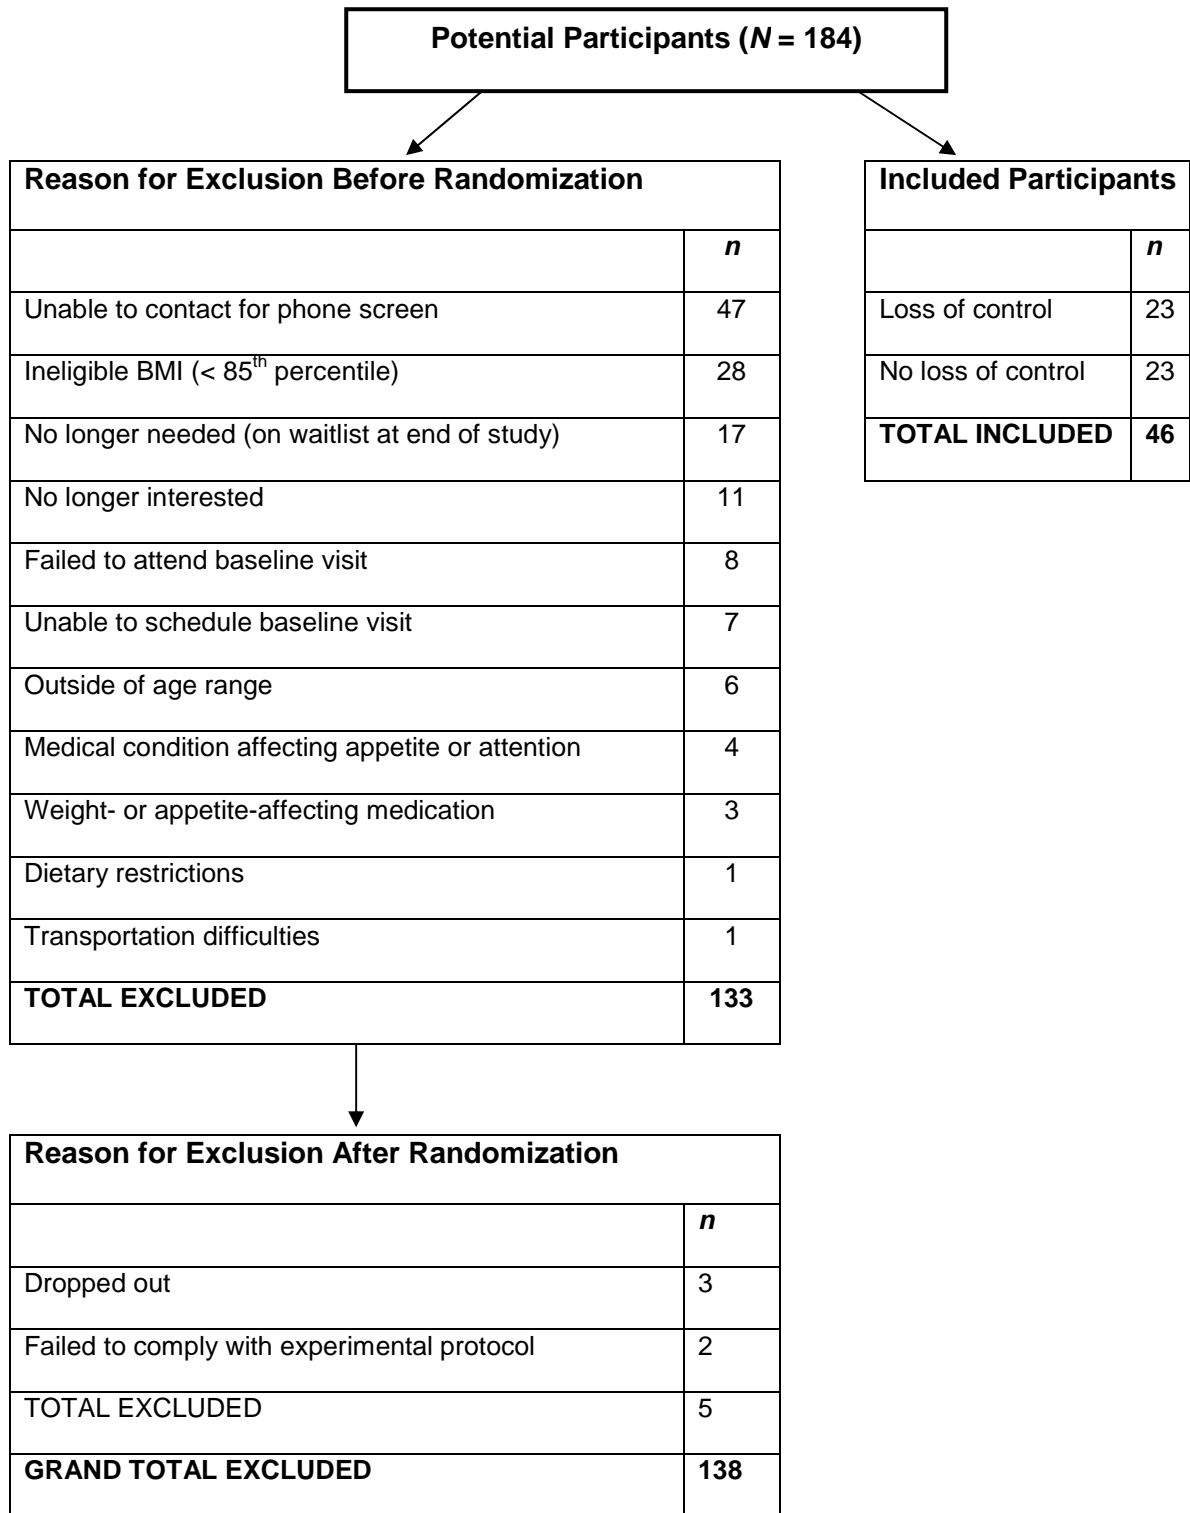 Potential Participants (N = 184)
Reason for Exclusion Before Randomization
n
Unable to contact for phone screen 47
Ineligible BMI (< 85th percentile) 28
No longer needed (on waitlist at end of study) 17
No longer interested 11
Failed to attend baseline visit 8
Unable to schedule baseline visit 7
Outside of age range 6
Medical condition affecting appetite or attention 4
Weight- or appetite-affecting medication 3
Dietary restrictions 1
Transportation difficulties 1
TOTAL EXCLUDED 133
Included Participants
n
Loss of control 23
No loss of control 23
TOTAL INCLUDED 46
Reason for Exclusion After Randomization
n
Dropped out 3
Failed to comply with experimental protocol 2
TOTAL EXCLUDED 5
GRAND TOTAL EXCLUDED 138